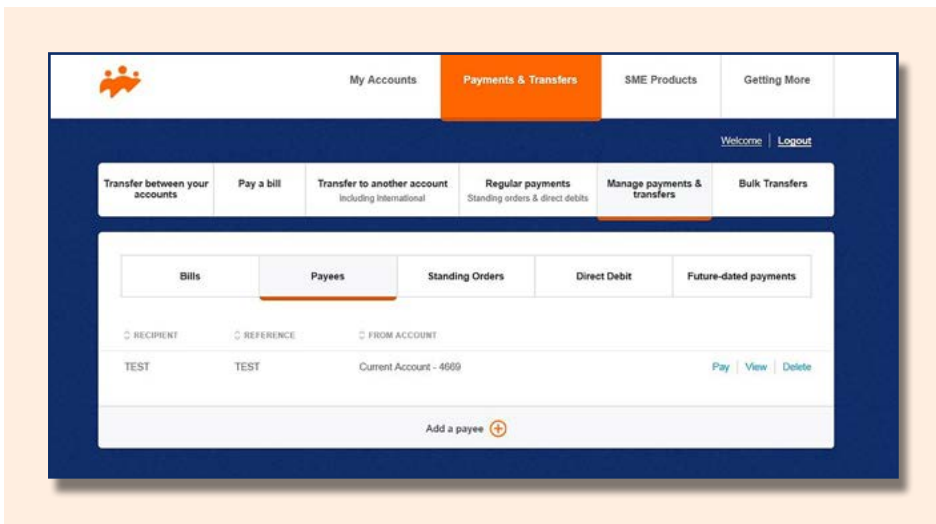 My Accounts
Payments & Transfers
SME Products
Getting More
Welcome
Logout
Transfer between your
accounts
Pay a bill
Transfer to another account
Including International
Regular payments
Standing orders & direct debits
Manage payments &
transfers
Bulk Transfers
Bills
Payees
Standing Orders
Direct Debit
Future-dated payments
RECIPIENT
REFERENCE
FROM ACCOUNT
TEST
TEST
Current Account - 4669
Pay
View
Delete
Add a payee